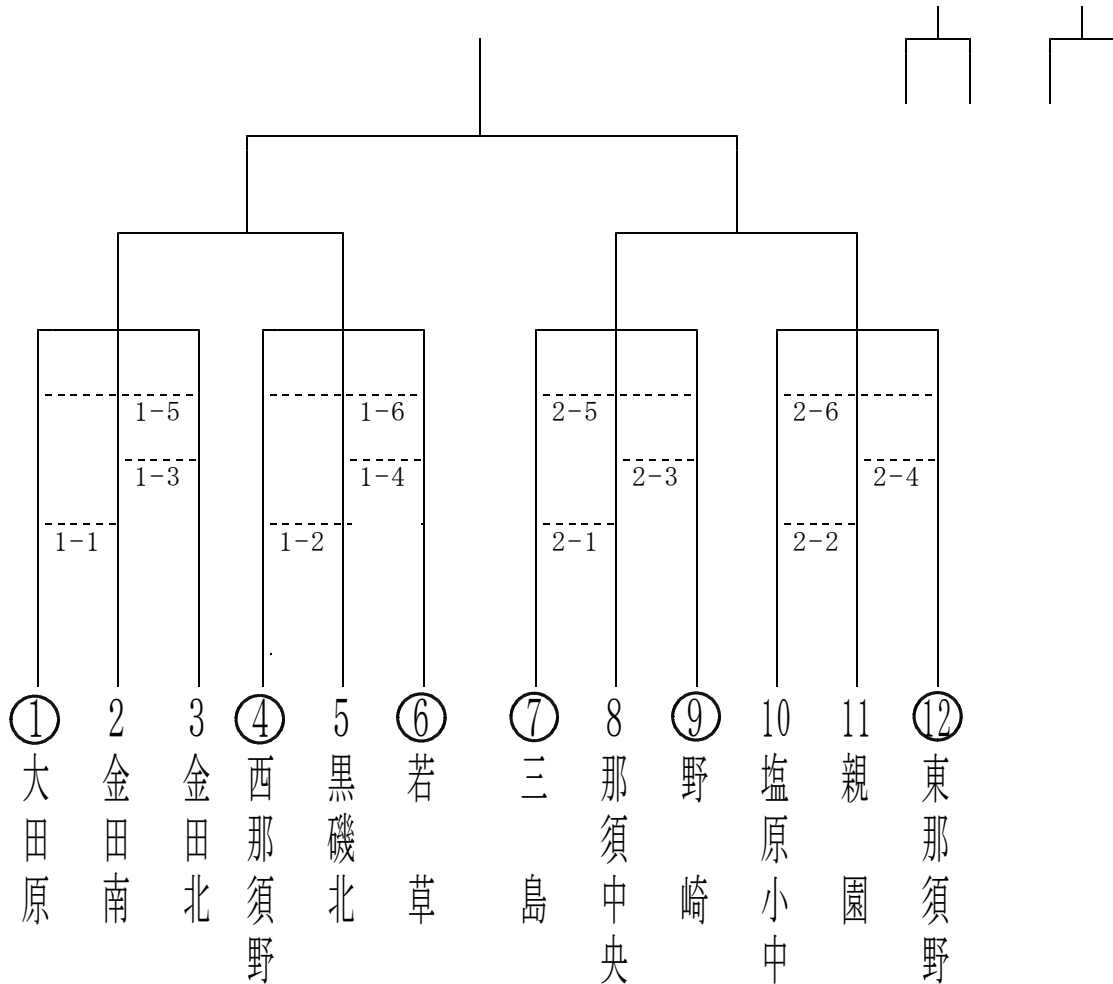 1-5 1-6 2-5 2-6
1-3 1-4 2-3 2-4
1-1 1-2 2-1 2-2
① 2 3 ④ 5 ⑥ ⑦ 8 ⑨ 10 11 ⑫
大田原
金田南
金田北
西那須野
黒磯北
若草
三島
那須中央
野崎
塩原小中
親園
東那須野